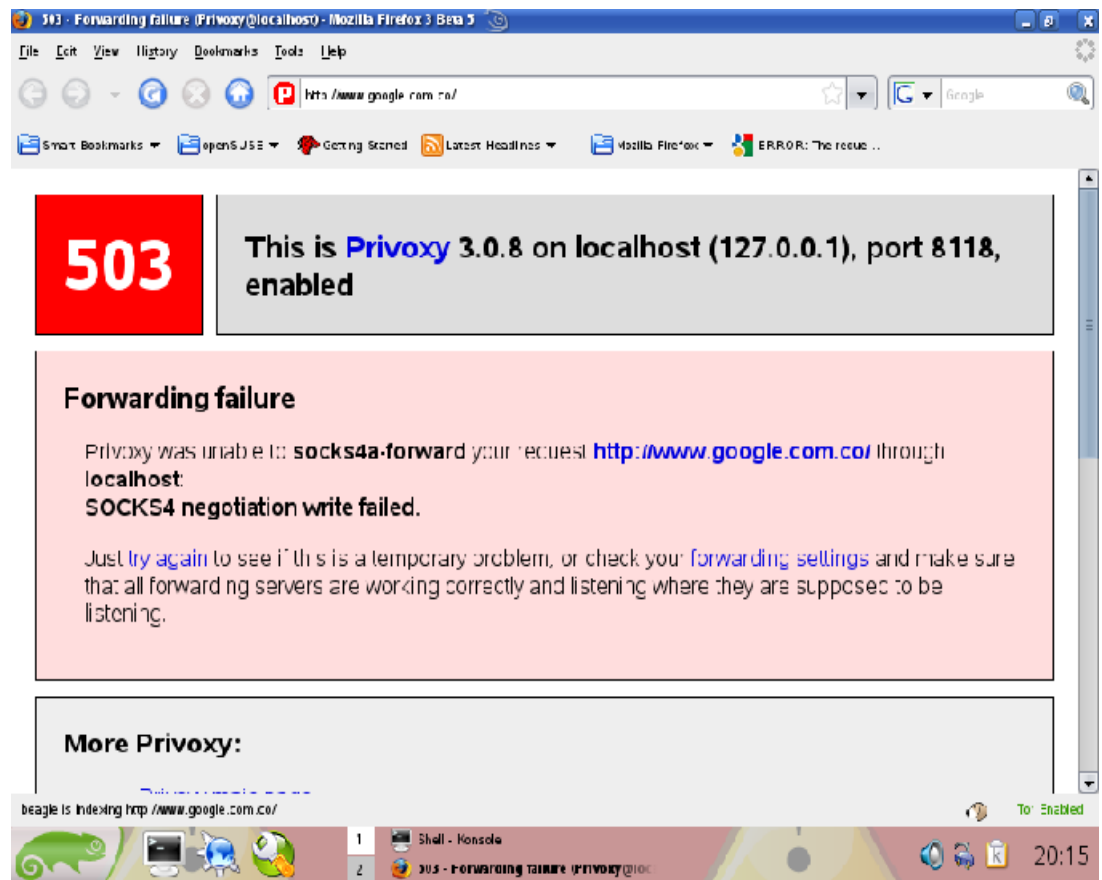 503 - Forwarding failure (Privoxy@localhost) - Mozilla Firefox 3 Beta 5
File Edit View History Bookmarks Tools Help
http://www.google.com.co/
Google
Smart Bookmarks openSUSE Getting Started Latest Headlines Mozilla Firefox ERROR: The reque...
503
This is Privoxy 3.0.8 on localhost (127.0.0.1), port 8118,
enabled
Forwarding failure
Privoxy was unable to socks4a-forward your request http://www.google.com.co/ through
localhost:
SOCKS4 negotiation write failed.
Just try again to see if this is a temporary problem, or check your forwarding settings and make sure
that all forwarding servers are working correctly and listening where they are supposed to be
listening.
More Privoxy:
beagle is indexing http://www.google.com.co/
Tor Enabled
1
Shell - Konsole
2
503 - Forwarding failure (Privoxy@loc
20:15